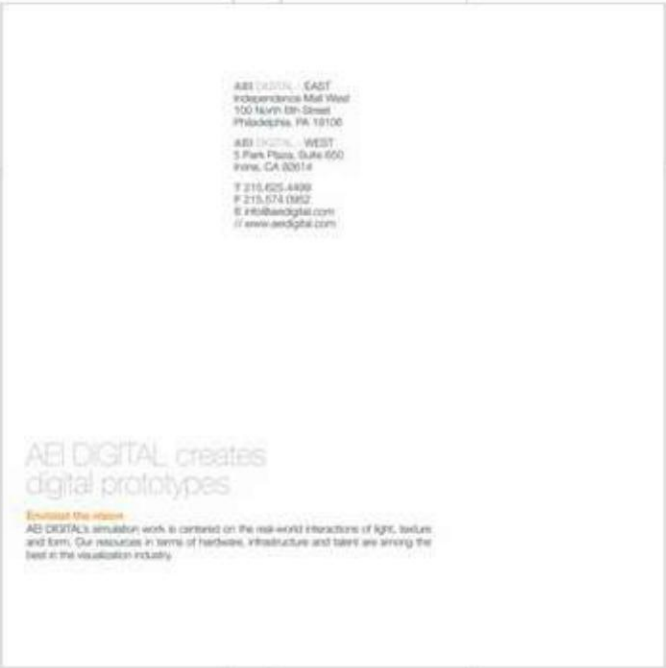 AEI DIGITAL - EAST
Independence Mall West
100 North 6th Street
Philadelphia, PA 19106
AEI DIGITAL - WEST
5 Park Plaza, Suite 650
Irvine, CA 92614
T 215.625.4499
F 215.574.0952
E info@aeidigital.com
// www.aeidigital.com
AEI DIGITAL creates
digital prototypes
the vision
AEI DIGITAL's simulation work is centered on the real-world interactions of light, texture
and form. Our resources in terms of hardware, infrastructure and talent are among the
best in the visualization industry.